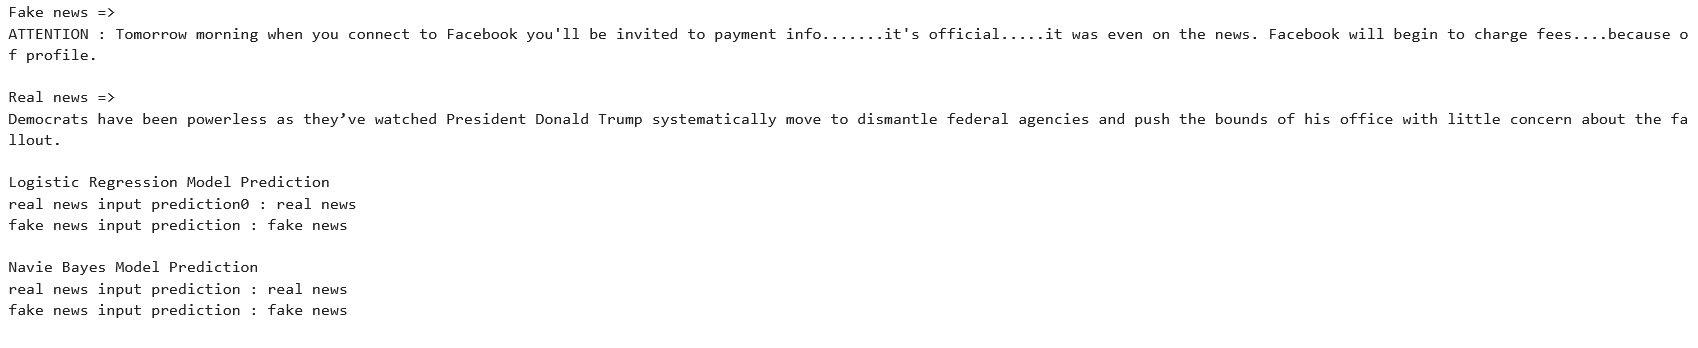 Fake news =>
ATTENTION : Tomorrow morning when you connect to Facebook you'll be invited to payment info.......it's official.....it was even on the news. Facebook will begin to charge fees....because o
f profile.
Real news =>
Democrats have been powerless as they’ve watched President Donald Trump systematically move to dismantle federal agencies and push the bounds of his office with little concern about the fa
llout.
Logistic Regression Model Prediction
real news input prediction0 : real news
fake news input prediction : fake news
Navie Bayes Model Prediction
real news input prediction : real news
fake news input prediction : fake news